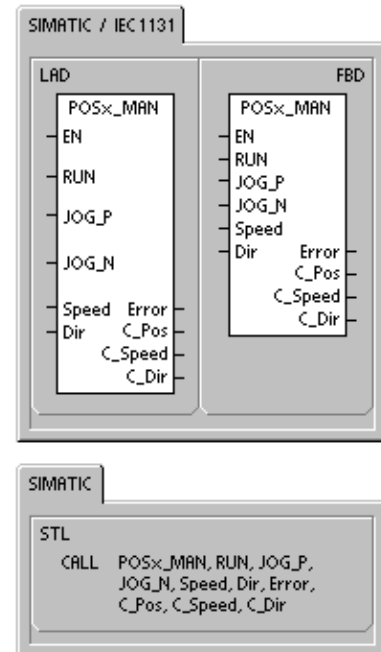 SIMATIC / IEC 1131
LAD
POSx_MAN
EN
RUN
JOG_P
JOG_N
Speed Error
Dir C_Pos
C_Speed
C_Dir
FBD
POSx_MAN
EN
RUN
JOG_P
JOG_N
Speed
Dir Error
C_Pos
C_Speed
C_Dir
SIMATIC
STL
CALL POSx_MAN, RUN, JOG_P,
JOG_N, Speed, Dir, Error,
C_Pos, C_Speed, C_Dir